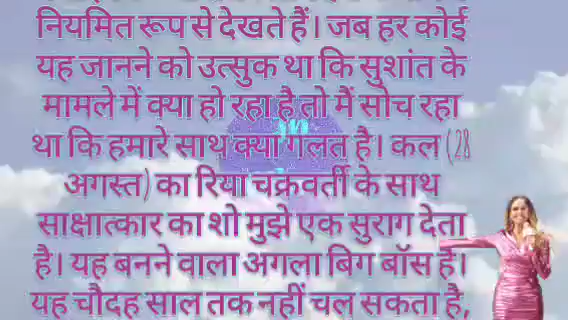 नियमित रूप से देखते हैं। जब हर कोई
यह जानने को उत्सुक था कि सुशांत के
मामले में क्या हो रहा है तो मैं सोच रहा
था कि हमारे साथ क्या गलत है। कल (28
अगस्त) का रिया चक्रवर्ती के साथ
साक्षात्कार का शो मुझे एक सुराग देता
है। यह बनने वाला अगला बिग बॉस है।
यह चौदह साल तक नहीं चल सकता है,